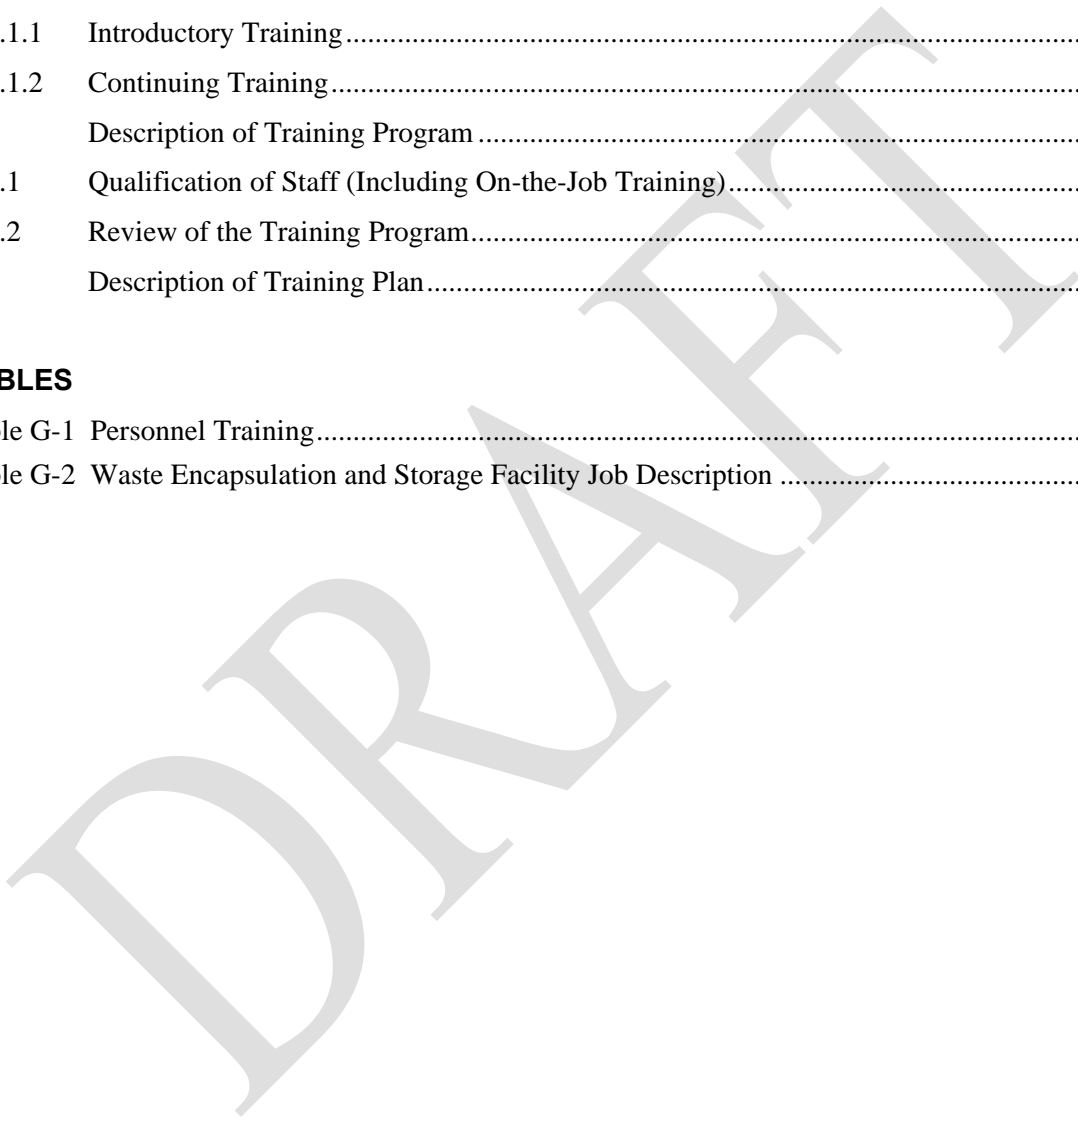 .1.1 Introductory Training
.1.2 Continuing Training
Description of Training Program
.1 Qualification of Staff (Including On-the-Job Training)
.2 Review of the Training Program
Description of Training Plan
BLES
le G-1 Personnel Training
le G-2 Waste Encapsulation and Storage Facility Job Description
DRAFT